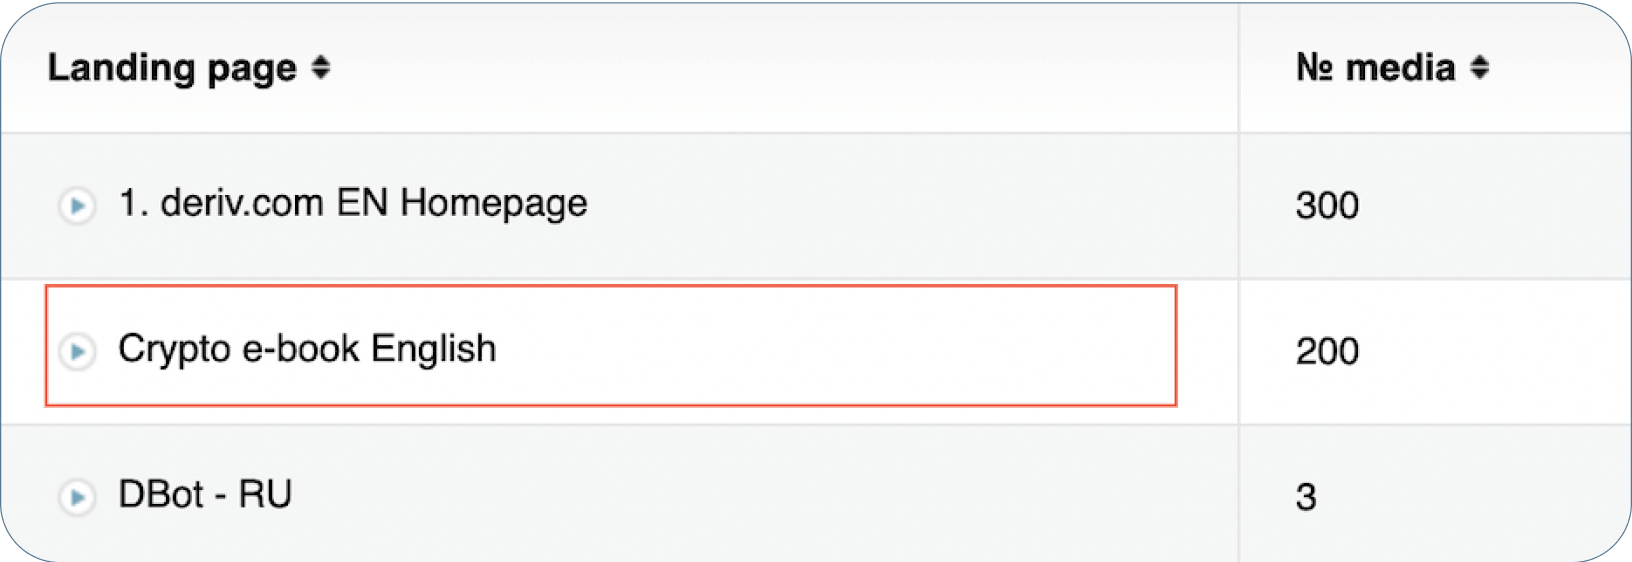 Landing page
№ media
1. deriv.com EN Homepage
300
Crypto e-book English
200
DBot - RU
3